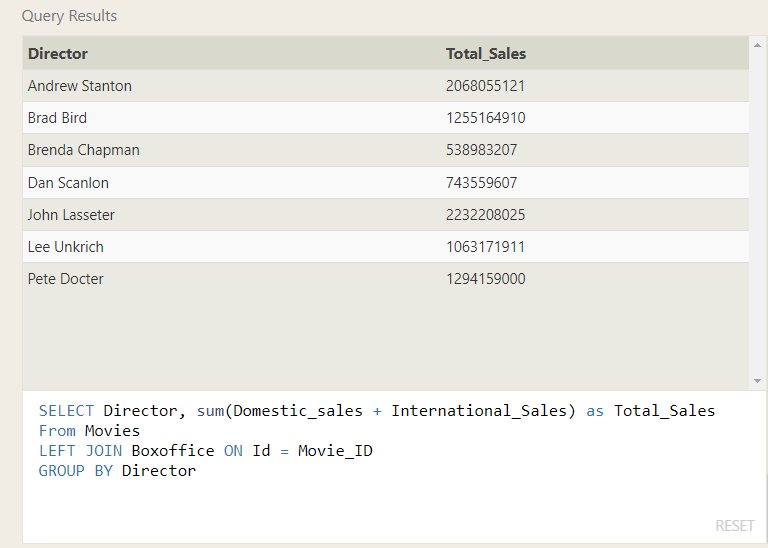 Query Results
Director Total_Sales
Andrew Stanton 2068055121
Brad Bird 1255164910
Brenda Chapman 538983207
Dan Scanlon 743559607
John Lasseter 2232208025
Lee Unkrich 1063171911
Pete Docter 1294159000
SELECT Director, sum(Domestic_sales + International_Sales) as Total_Sales
From Movies
LEFT JOIN Boxoffice ON Id = Movie_ID
GROUP BY Director
RESET